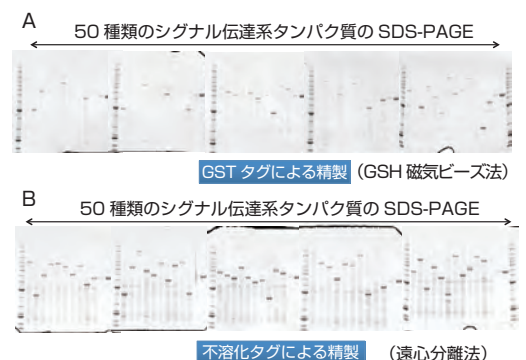 A
50 種類のシグナル伝達系タンパク質の SDS-PAGE
GST タグによる精製 (GSH 磁気ビーズ法)
B
50 種類のシグナル伝達系タンパク質の SDS-PAGE
不溶化タグによる精製 (遠心分離法)